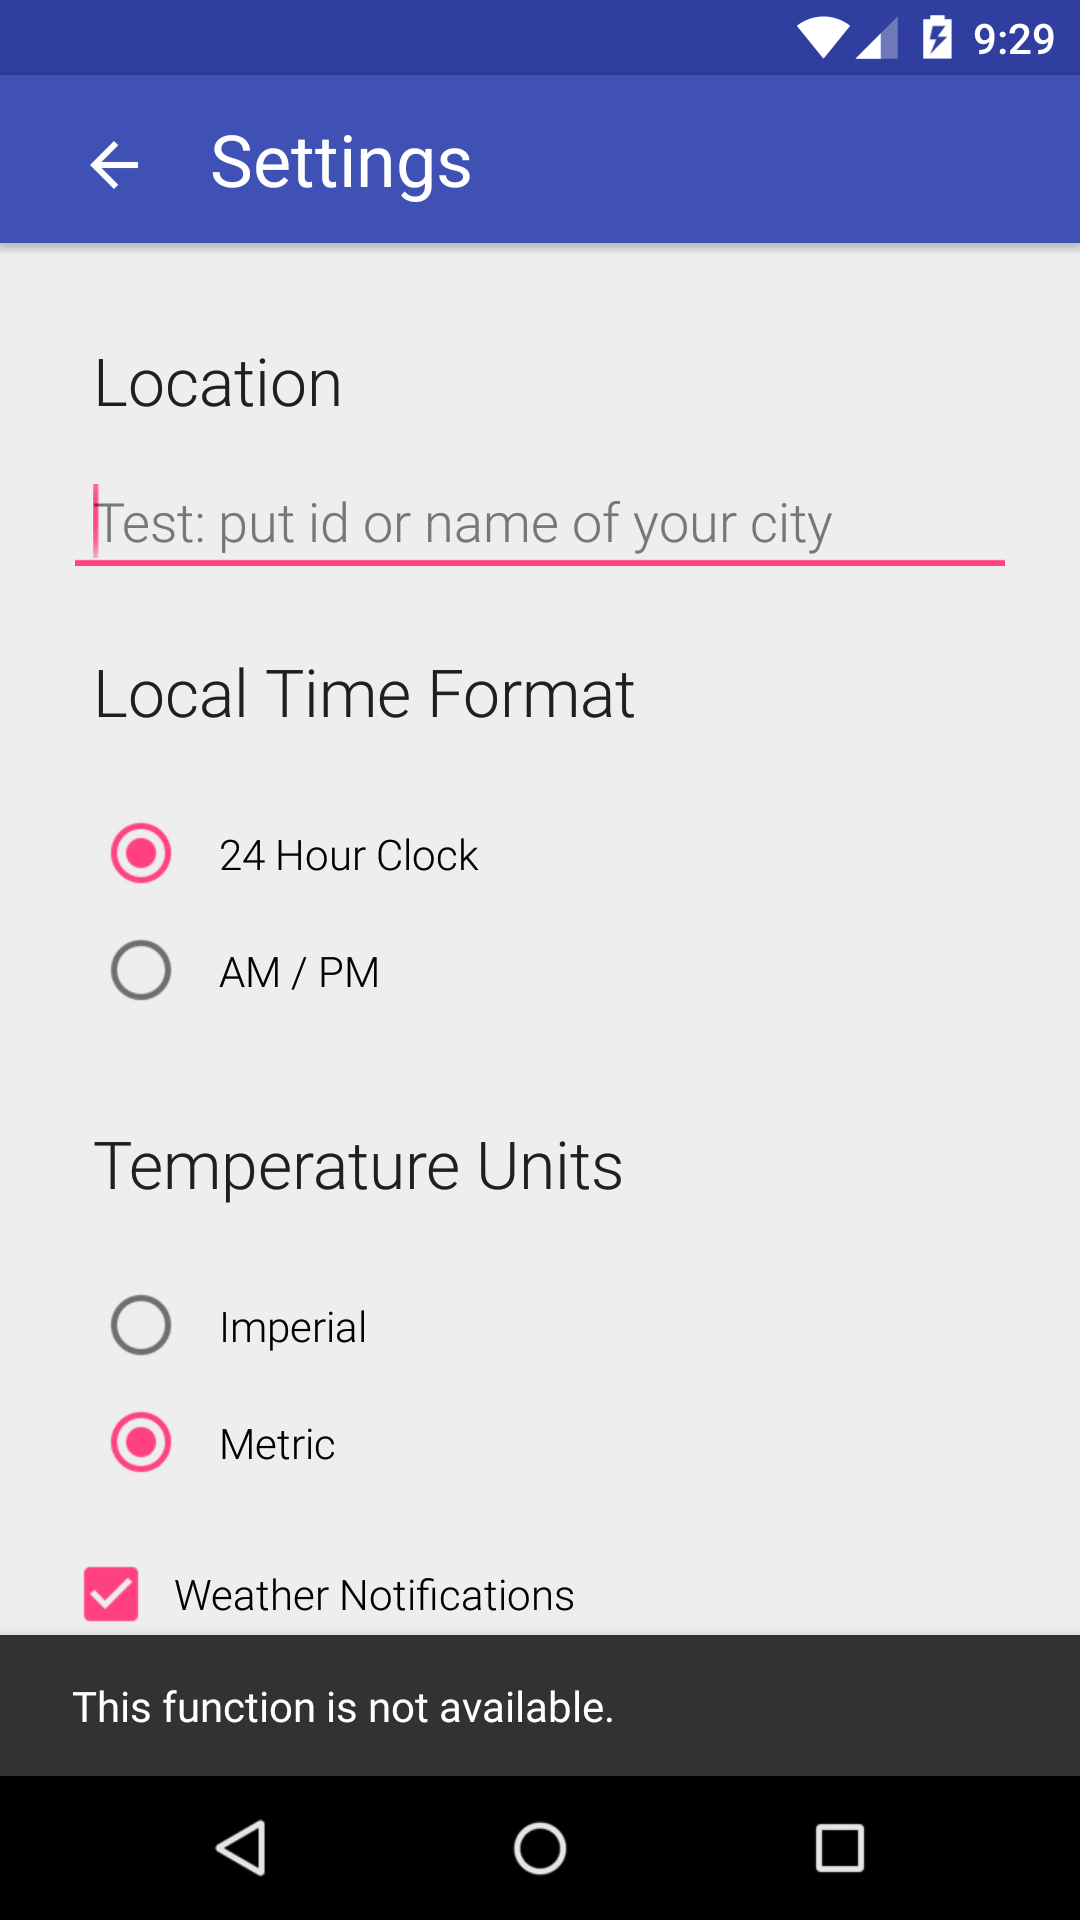 9:29
Settings
Location
Test: put id or name of your city
Local Time Format
24 Hour Clock
AM / PM
Temperature Units
Imperial
Metric
Weather Notifications
This function is not available.